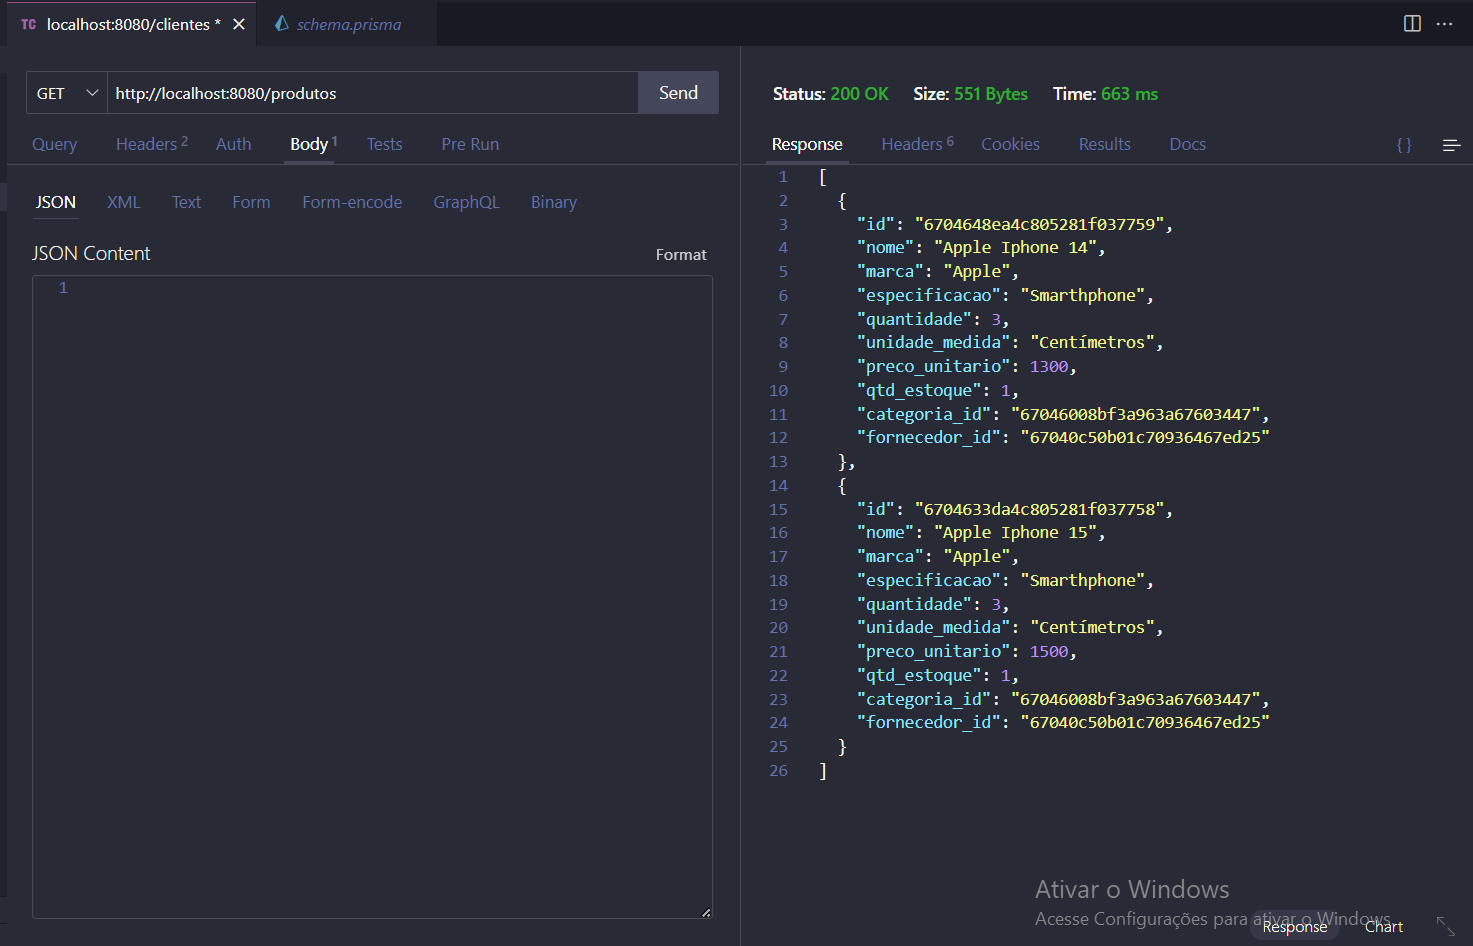 TC localhost:8080/clientes * × schema.prisma ···
GET http://localhost:8080/produtos Send
Query Headers 2 Auth Body 1 Tests Pre Run
JSON XML Text Form Form-encode GraphQL Binary
JSON Content Format
1
Status: 200 OK Size: 551 Bytes Time: 663 ms
Response Headers 6 Cookies Results Docs { }
1 [
2 {
3 "id": "6704648ea4c805281f037759",
4 "nome": "Apple Iphone 14",
5 "marca": "Apple",
6 "especificacao": "Smarthphone",
7 "quantidade": 3,
8 "unidade_medida": "Centímetros",
9 "preco_unitario": 1300,
10 "qtd_estoque": 1,
11 "categoria_id": "67046008bf3a963a67603447",
12 "fornecedor_id": "67040c50b01c70936467ed25"
13 },
14 {
15 "id": "6704633da4c805281f037758",
16 "nome": "Apple Iphone 15",
17 "marca": "Apple",
18 "especificacao": "Smarthphone",
19 "quantidade": 3,
20 "unidade_medida": "Centímetros",
21 "preco_unitario": 1500,
22 "qtd_estoque": 1,
23 "categoria_id": "67046008bf3a963a67603447",
24 "fornecedor_id": "67040c50b01c70936467ed25"
25 }
26 ]
Ativar o Windows
Acesse Configurações para ativar o Windows.
Response Chart